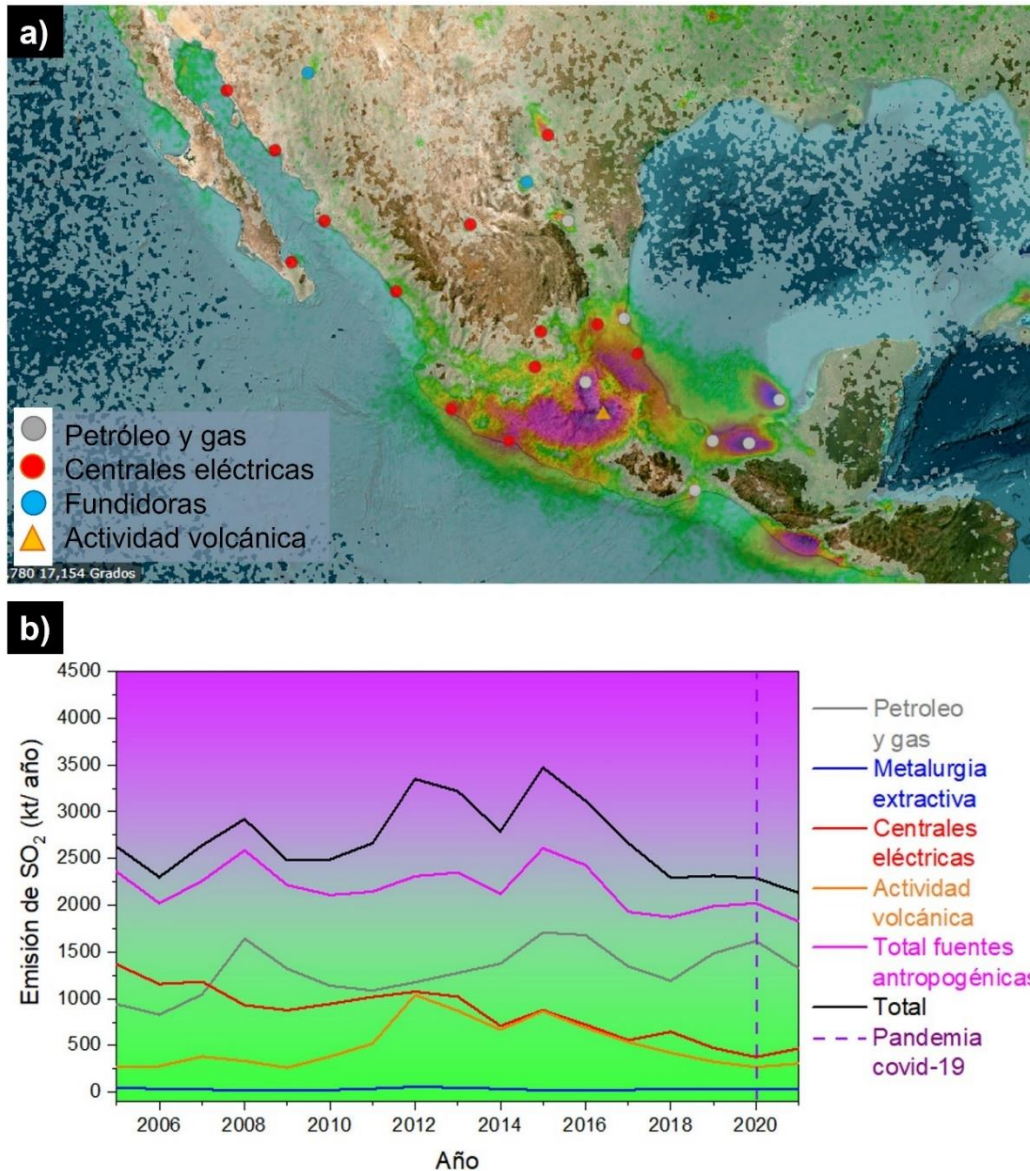 a)
Petróleo y gas
Centrales eléctricas
Fundidoras
Actividad volcánica
.780 17,154 Grados
b)
Emisión de SO₂ (kt/ año)
4500
4000
3500
3000
2500
2000
1500
1000
500
0
2006
2008
2010
2012
2014
2016
2018
2020
Año
Petroleo
y gas
Metalurgia
extractiva
Centrales
eléctricas
Actividad
volcánica
Total fuentes
antropogénicas
Total
Pandemia
covid-19